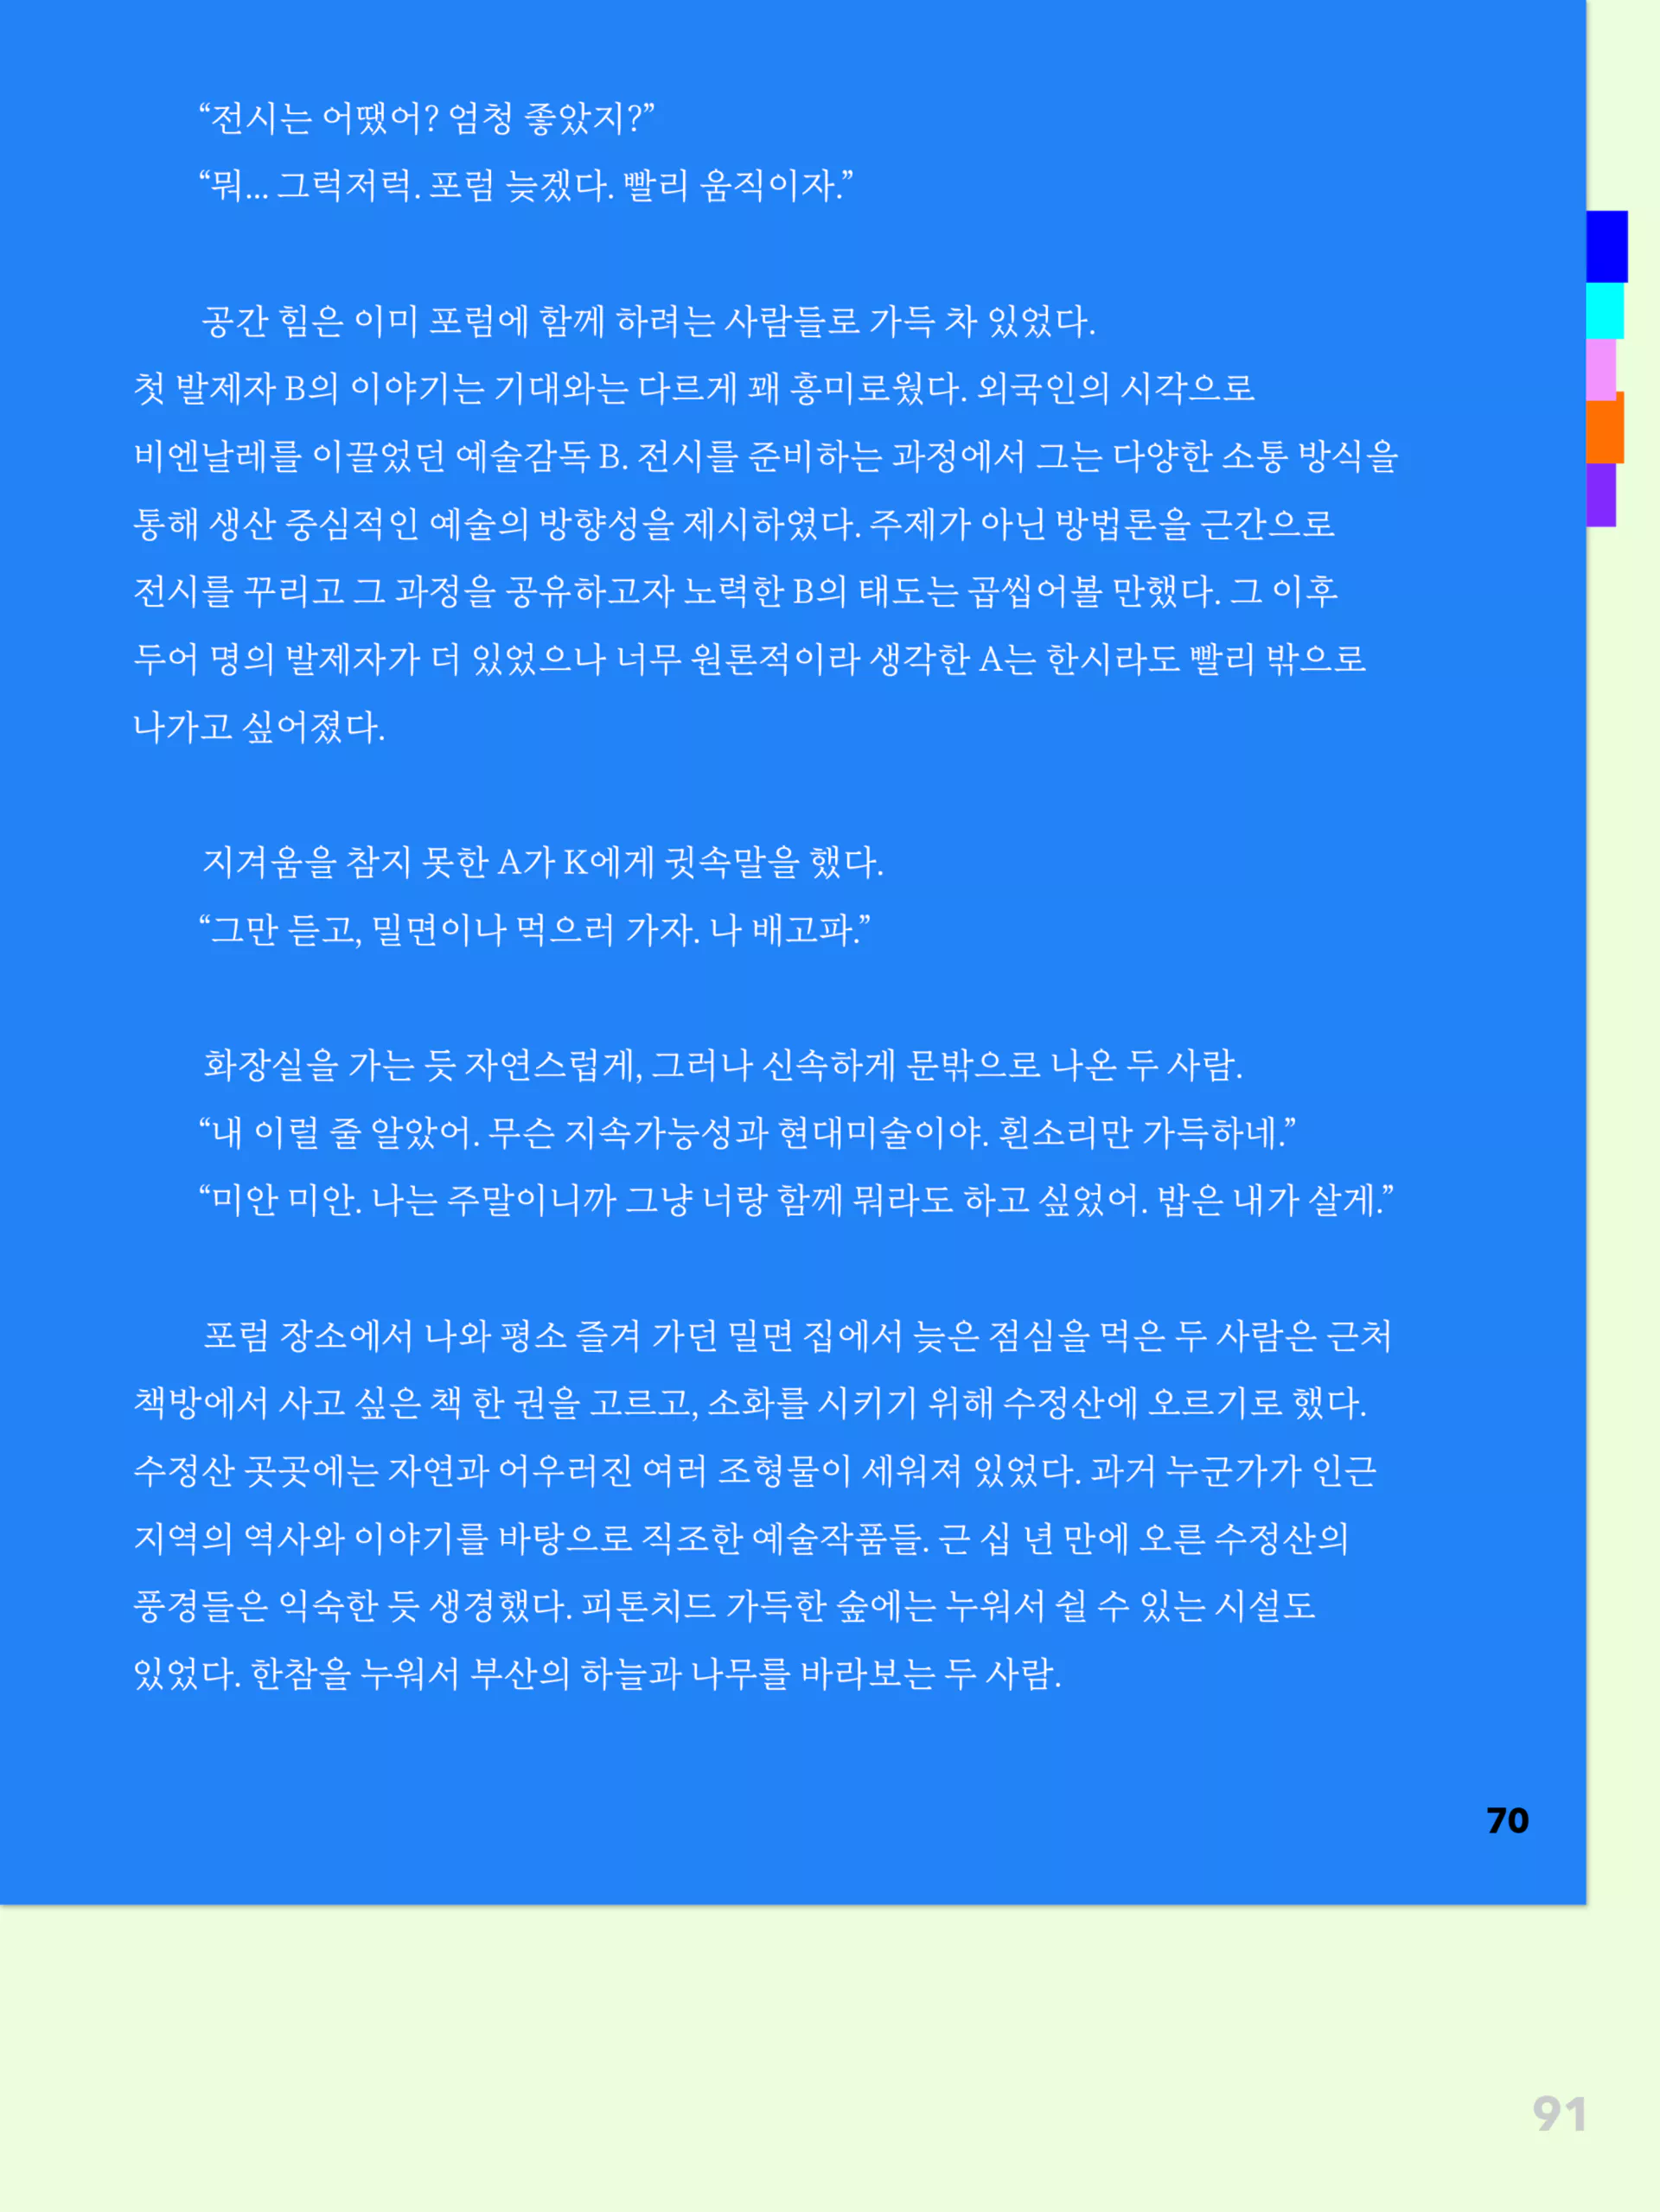 “전시는 어땠어? 엄청 좋았지?”
“뭐... 그럭저럭. 포럼 늦겠다. 빨리 움직이자.”
공간 힘은 이미 포럼에 함께 하려는 사람들로 가득 차 있었다.
첫 발제자 B의 이야기는 기대와는 다르게 꽤 흥미로웠다. 외국인의 시각으로
비엔날레를 이끌었던 예술감독 B. 전시를 준비하는 과정에서 그는 다양한 소통 방식을
통해 생산 중심적인 예술의 방향성을 제시하였다. 주제가 아닌 방법론을 근간으로
전시를 꾸리고 그 과정을 공유하고자 노력한 B의 태도는 곱씹어볼 만했다. 그 이후
두어 명의 발제자가 더 있었으나 너무 원론적이라 생각한 A는 한시라도 빨리 밖으로
나가고 싶어졌다.
지겨움을 참지 못한 A가 K에게 귓속말을 했다.
“그만 듣고, 밀면이나 먹으러 가자. 나 배고파.”
화장실을 가는 듯 자연스럽게, 그러나 신속하게 문밖으로 나온 두 사람.
“내 이럴 줄 알았어. 무슨 지속가능성과 현대미술이야. 흰소리만 가득하네.”
“미안 미안. 나는 주말이니까 그냥 너랑 함께 뭐라도 하고 싶었어. 밥은 내가 살게.”
포럼 장소에서 나와 평소 즐겨 가던 밀면 집에서 늦은 점심을 먹은 두 사람은 근처
책방에서 사고 싶은 책 한 권을 고르고, 소화를 시키기 위해 수정산에 오르기로 했다.
수정산 곳곳에는 자연과 어우러진 여러 조형물이 세워져 있었다. 과거 누군가가 인근
지역의 역사와 이야기를 바탕으로 직조한 예술작품들. 근 십 년 만에 오른 수정산의
풍경들은 익숙한 듯 생경했다. 피톤치드 가득한 숲에는 누워서 쉴 수 있는 시설도
있었다. 한참을 누워서 부산의 하늘과 나무를 바라보는 두 사람.
70
91